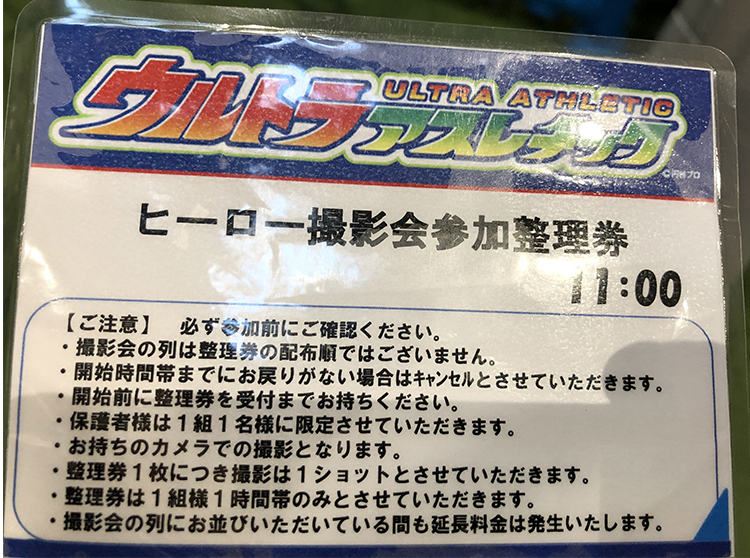 ULTRA ATHLETIC
ウルトラアスレチック
©円谷プロ
ヒーロー撮影会参加整理券
11:00
【ご注意】 必ず参加前にご確認ください。
・撮影会の列は整理券の配布順ではございません。
・開始時間帯までにお戻りがない場合はｷｬﾝｾﾙとさせていただきます。
・開始前に整理券を受付までお持ちください。
・保護者様は１組１名様に限定させていただきます。
・お持ちのカメラでの撮影となります。
・整理券１枚につき撮影は１ショットとさせていただきます。
・整理券は１組様１時間帯のみとさせていただきます。
・撮影会の列にお並びいただいている間も延長料金は発生いたします。